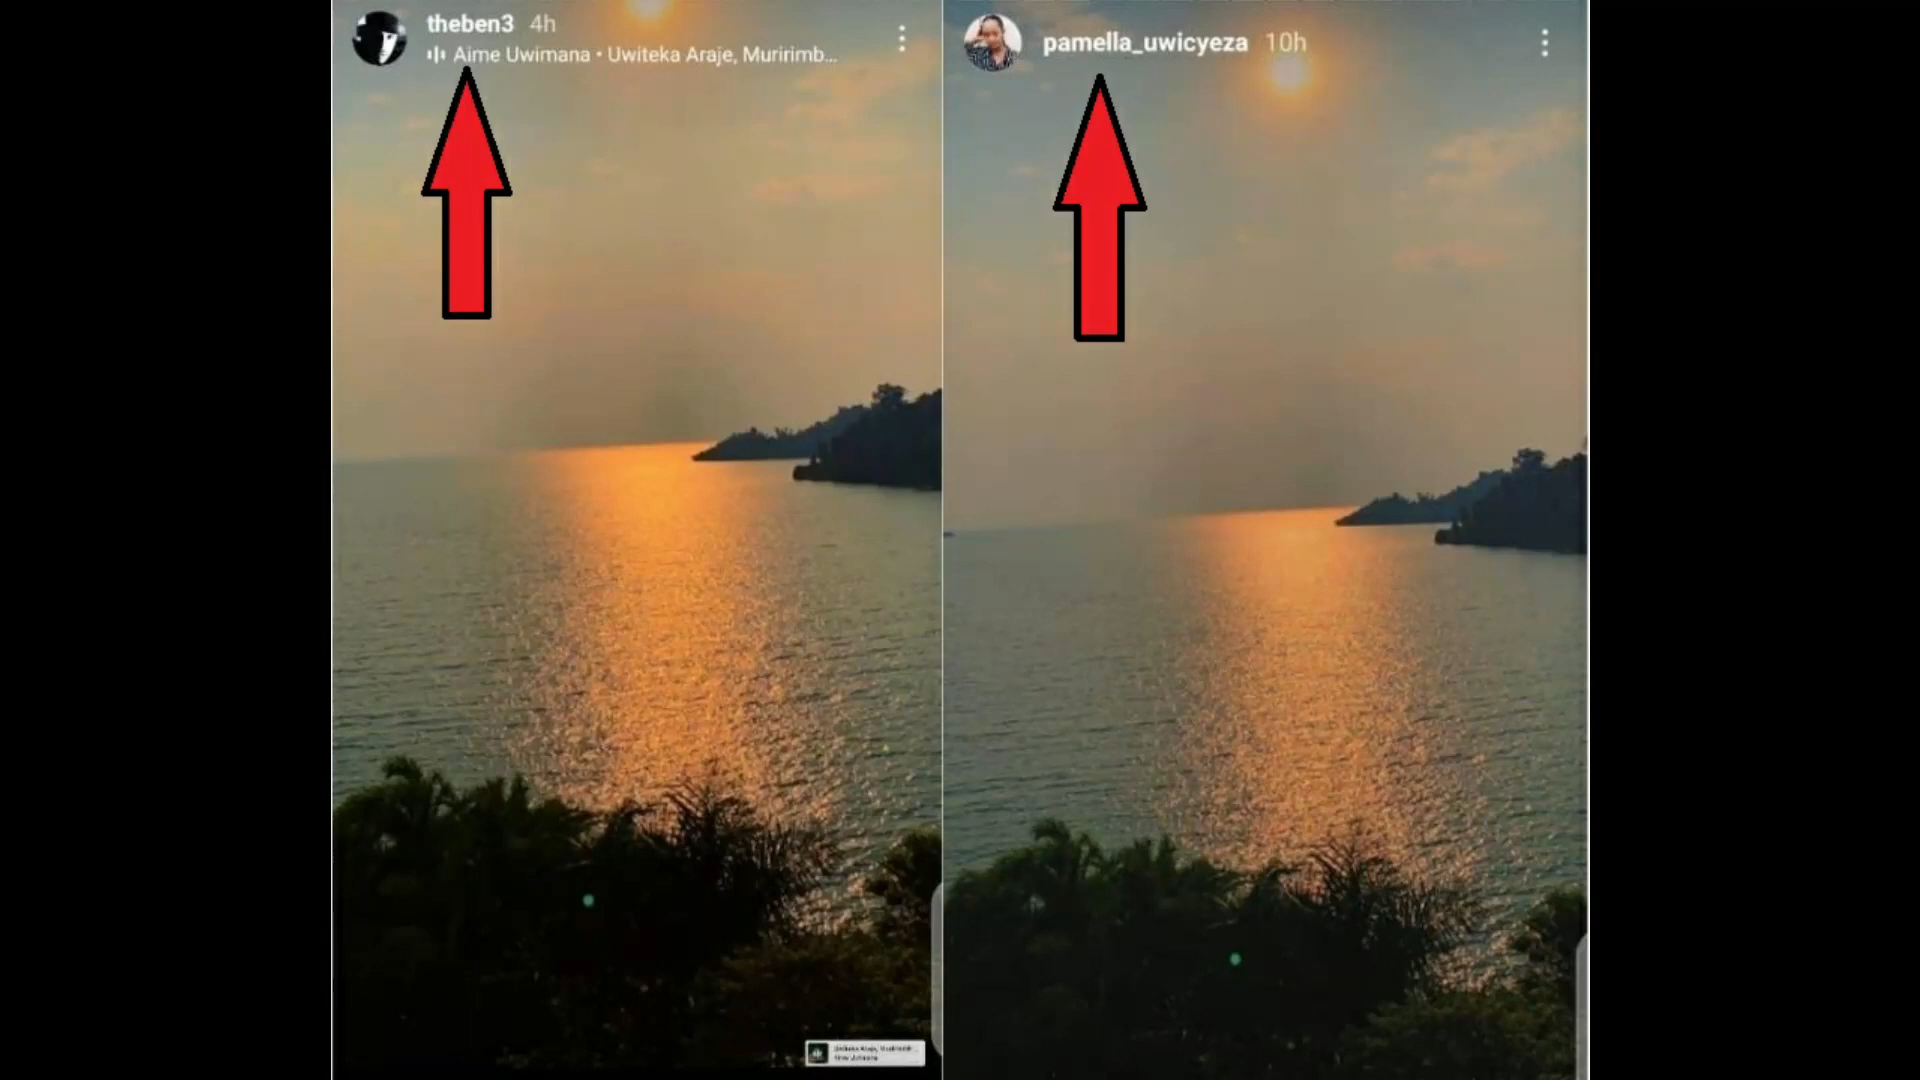 theben3 4h
Aime Uwimana • Uwiteka Araje, Muririmb...
pamella_uwicyeza 10h